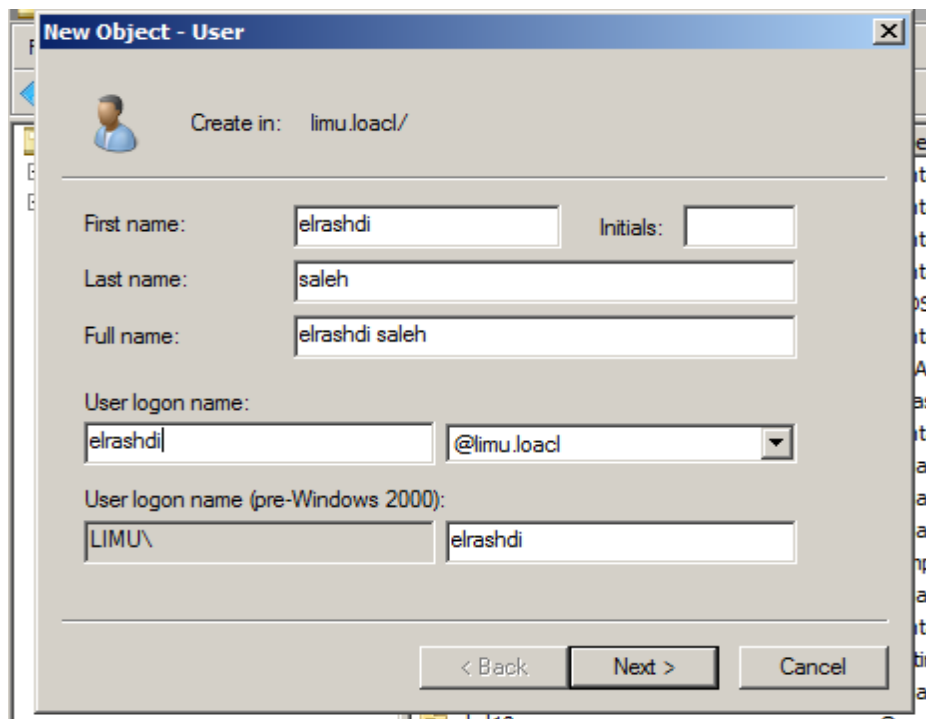 New Object - User
Create in: limu.loacl/
First name: elrashdi Initials:
Last name: saleh
Full name: elrashdi saleh
User logon name:
elrashdi @limu.loacl
User logon name (pre-Windows 2000):
LIMU\ elrashdi
< Back Next > Cancel